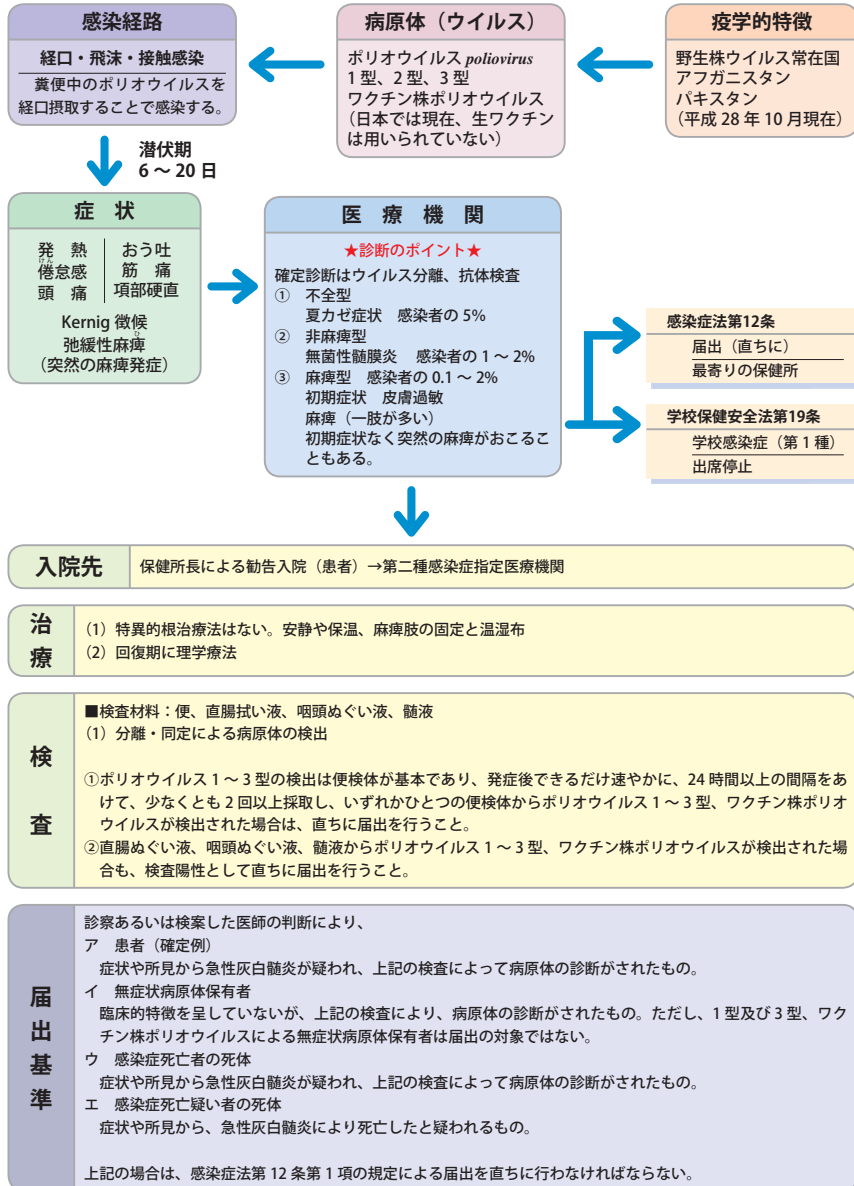 感染経路
経口・飛沫・接触感染
糞便中のポリオウイルスを
経口摂取することで感染する。
病原体（ウイルス）
ポリオウイルス poliovirus
1 型、2 型、3 型
ワクチン株ポリオウイルス
（日本では現在、生ワクチン
は用いられていない）
疫学的特徴
野生株ウイルス常在国
アフガニスタン
パキスタン
（平成 28 年 10 月現在）
潜伏期
6 ～ 20 日
症　状
発　熱
けん
倦怠感
頭　痛
おう吐
筋　痛
項部硬直
Kernig 徴候
ひ
弛緩性麻痺
（突然の麻痺発症）
医　療　機　関
★診断のポイント★
確定診断はウイルス分離、抗体検査
①　不全型
夏カゼ症状　感染者の 5%
②　非麻痺型
無菌性髄膜炎　感染者の 1 ～ 2%
③　麻痺型　感染者の 0.1 ～ 2%
初期症状　皮膚過敏
麻痺（一肢が多い）
初期症状なく突然の麻痺がおこるこ
ともある。
感染症法第12条
届出（直ちに）
最寄りの保健所
学校保健安全法第19条
学校感染症（第 1 種）
出席停止
入院先
保健所長による勧告入院（患者）→第二種感染症指定医療機関
治療
（1）特異的根治療法はない。安静や保温、麻痺肢の固定と温湿布
（2）回復期に理学療法
検査
■検査材料：便、直腸拭い液、咽頭ぬぐい液、髄液
（1）分離・同定による病原体の検出
①ポリオウイルス 1 ～ 3 型の検出は便検体が基本であり、発症後できるだけ速やかに、24 時間以上の間隔をあ
けて、少なくとも 2 回以上採取し、いずれかひとつの便検体からポリオウイルス 1 ～ 3 型、ワクチン株ポリオ
ウイルスが検出された場合は、直ちに届出を行うこと。
②直腸ぬぐい液、咽頭ぬぐい液、髄液からポリオウイルス 1 ～ 3 型、ワクチン株ポリオウイルスが検出された場
合も、検査陽性として直ちに届出を行うこと。
届出基準
診察あるいは検案した医師の判断により、
ア　患者（確定例）
症状や所見から急性灰白髄炎が疑われ、上記の検査によって病原体の診断がされたもの。
イ　無症状病原体保有者
臨床的特徴を呈していないが、上記の検査により、病原体の診断がされたもの。ただし、1 型及び 3 型、ワク
チン株ポリオウイルスによる無症状病原体保有者は届出の対象ではない。
ウ　感染症死亡者の死体
症状や所見から急性灰白髄炎が疑われ、上記の検査によって病原体の診断がされたもの。
エ　感染症死亡疑い者の死体
症状や所見から、急性灰白髄炎により死亡したと疑われるもの。
上記の場合は、感染症法第 12 条第 1 項の規定による届出を直ちに行わなければならない。